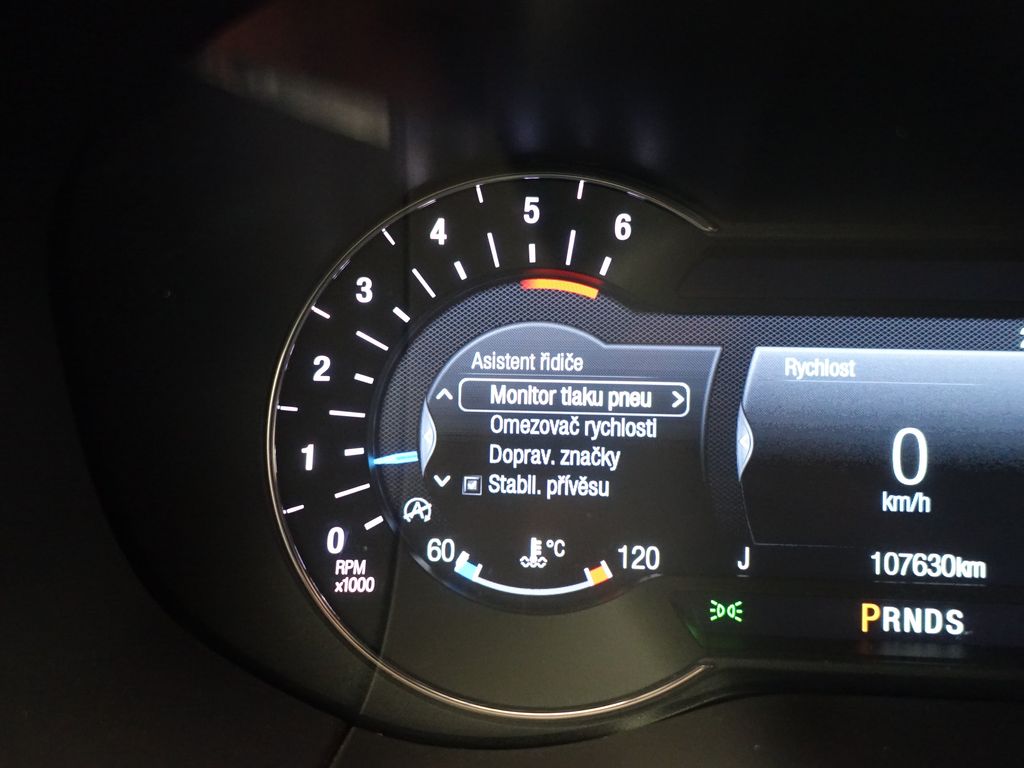 6
5
4
3
2
1
0
RPM
x1000
Asistent řidiče
Monitor tlaku pneu
Omezovač rychlosti
Doprav. značky
Stabil. přívěsu
60
°C
120
Rychlost
0
km/h
J
107630km
PRNDS